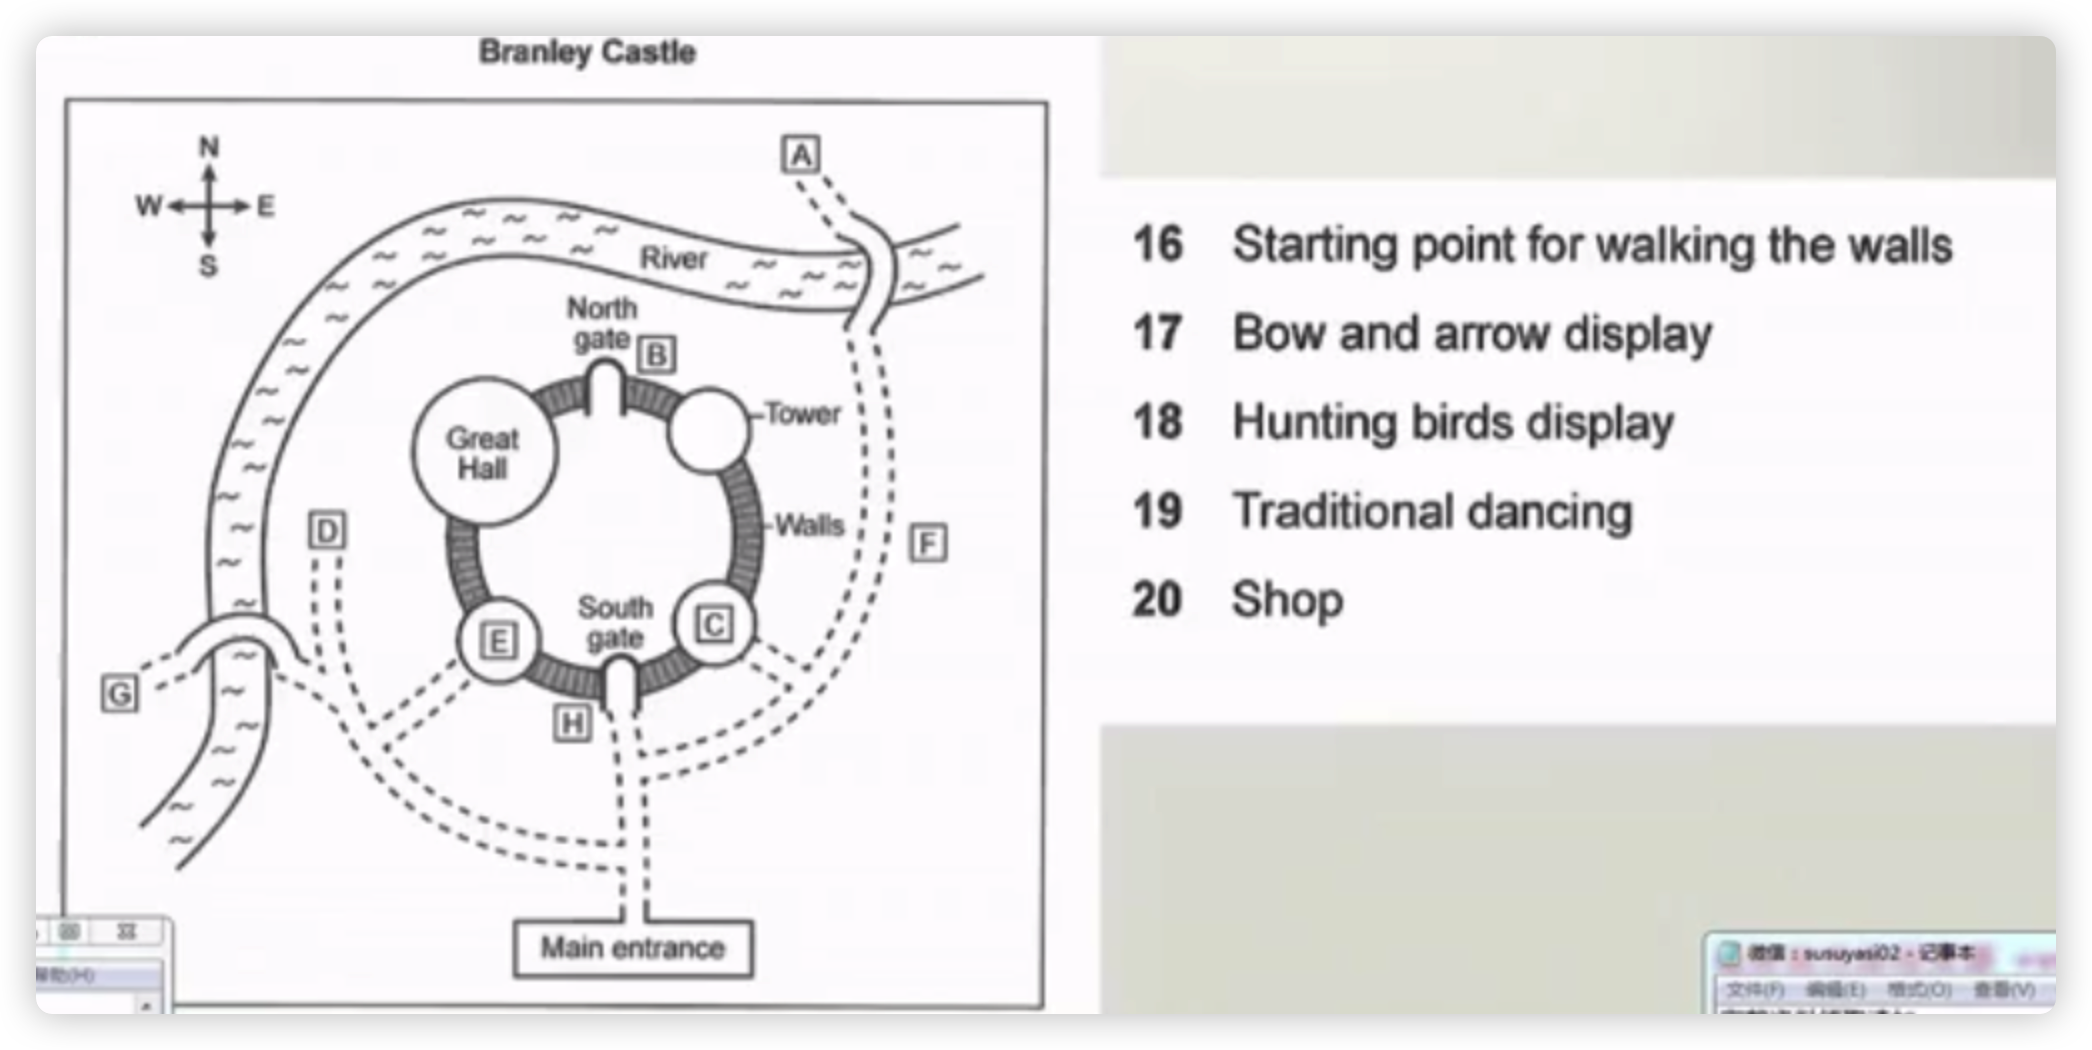 Branley Castle
N
W E
S
A
River
North
gate
B
Great
Hall
Tower
D
Walls
F
South
gate
E
C
G
H
Main entrance
16 Starting point for walking the walls
17 Bow and arrow display
18 Hunting birds display
19 Traditional dancing
20 Shop
帮助(H)
微信：susuyasi02 - 记事本
文件(F) 编辑(E) 格式(O) 查看(V)